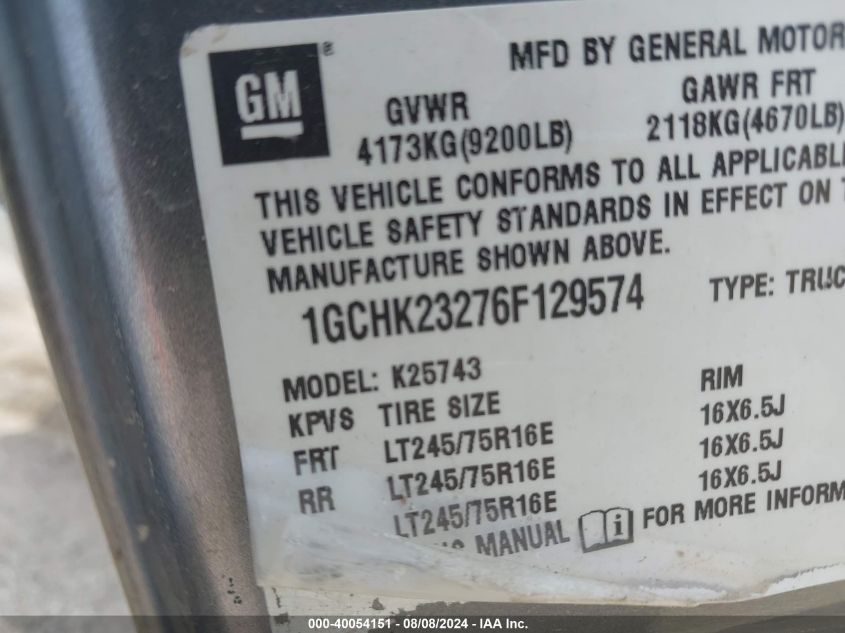 GM ®
MFD BY GENERAL MOTOR
GVWR GAWR FRT
4173KG(9200LB) 2118KG(4670LB)
THIS VEHICLE CONFORMS TO ALL APPLICABL
VEHICLE SAFETY STANDARDS IN EFFECT ON
MANUFACTURE SHOWN ABOVE.
1GCHK23276F129574 TYPE: TRUC
MODEL: K25743
KPVS TIRE SIZE RIM
FRT LT245/75R16E 16X6.5J
RR LT245/75R16E 16X6.5J
LT245/75R16E 16X6.5J
MANUAL FOR MORE INFORM
000-40054151 - 08/08/2024 - IAA Inc.